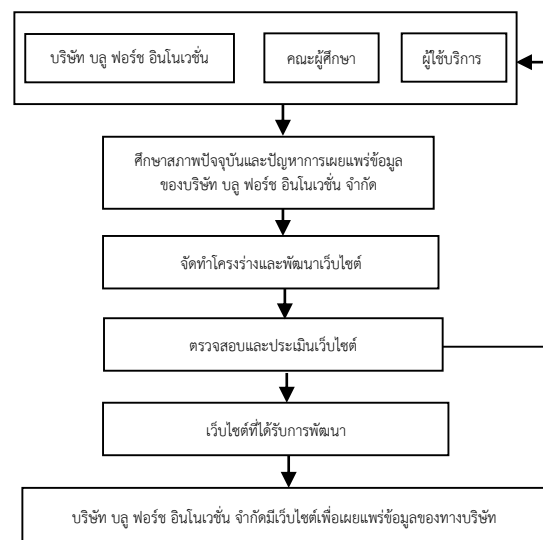 บริษัท บลู ฟอร์ช อินโนเวชั่น
คณะผู้ศึกษา
ผู้ใช้บริการ
ศึกษาสภาพปัจจุบันและปัญหาการเผยแพร่ข้อมูล
ของบริษัท บลู ฟอร์ช อินโนเวชั่น จำกัด
จัดทำโครงร่างและพัฒนาเว็บไซต์
ตรวจสอบและประเมินเว็บไซต์
เว็บไซต์ที่ได้รับการพัฒนา
บริษัท บลู ฟอร์ช อินโนเวชั่น จำกัดมีเว็บไซต์เพื่อเผยแพร่ข้อมูลของทางบริษัท